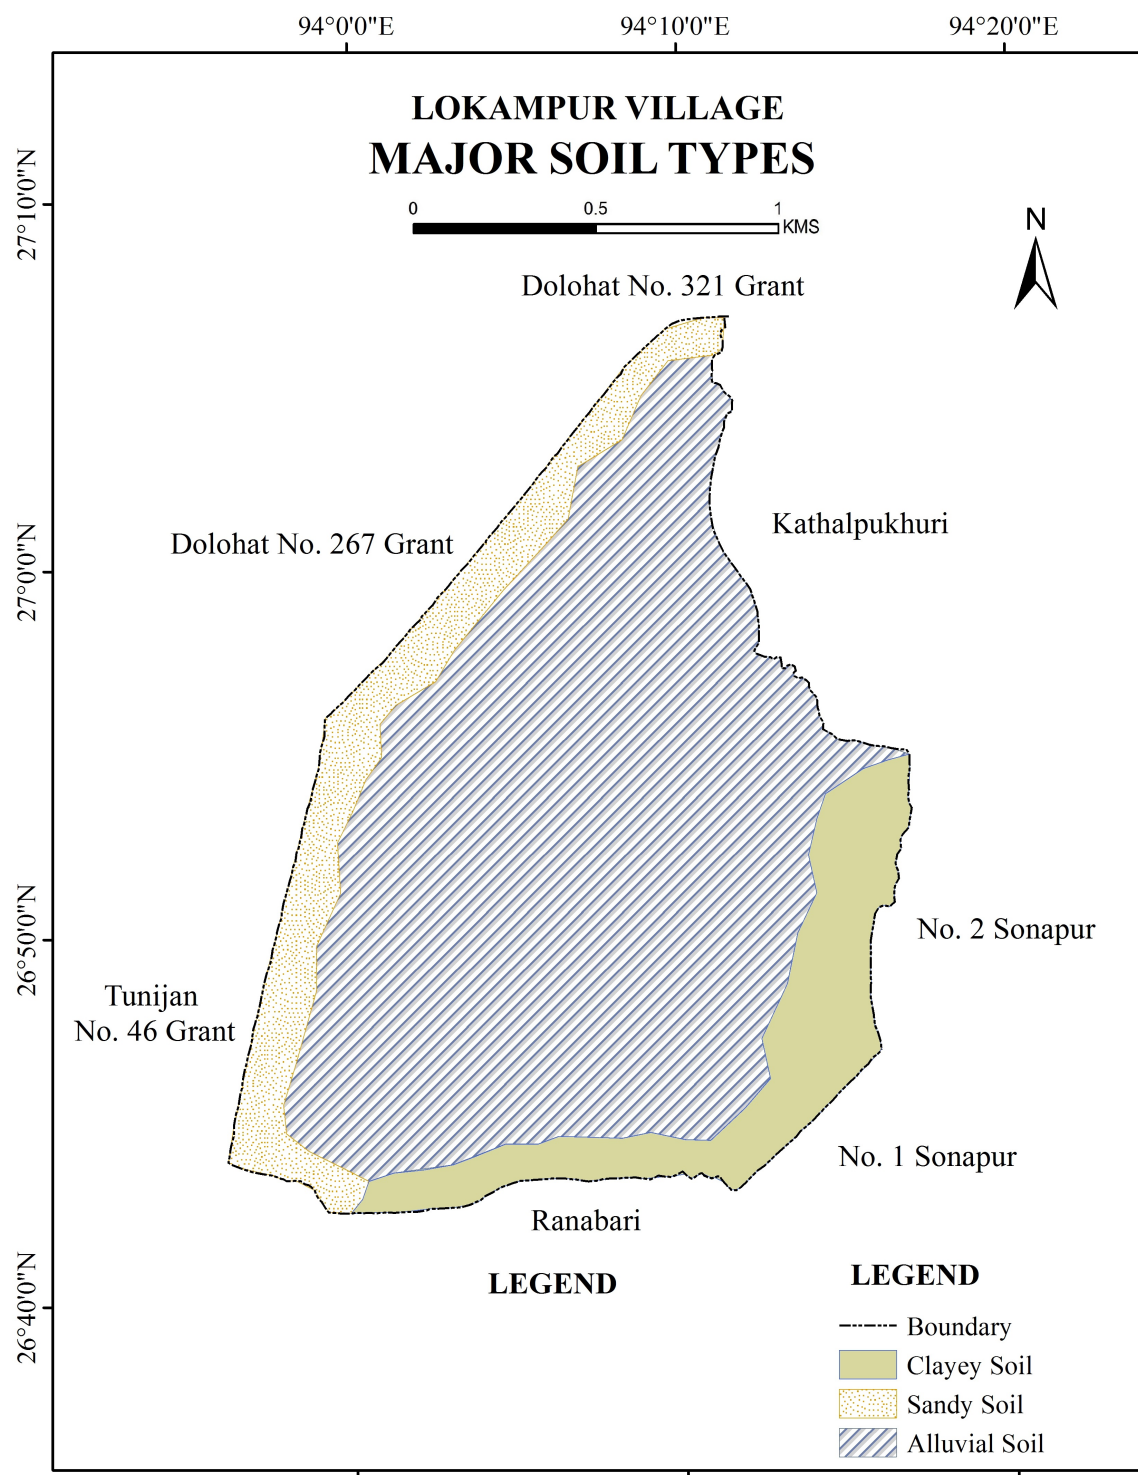 94°0'0"E 94°10'0"E 94°20'0"E
LOKAMPUR VILLAGE
MAJOR SOIL TYPES
27°10'0"N
0 0.5 1
KMS
N
Dolohat No. 321 Grant
Kathalpukhuri
Dolohat No. 267 Grant
27°0'0"N
26°50'0"N
No. 2 Sonapur
Tunijan
No. 46 Grant
No. 1 Sonapur
Ranabari
26°40'0"N
LEGEND
LEGEND
Boundary
Clayey Soil
Sandy Soil
Alluvial Soil